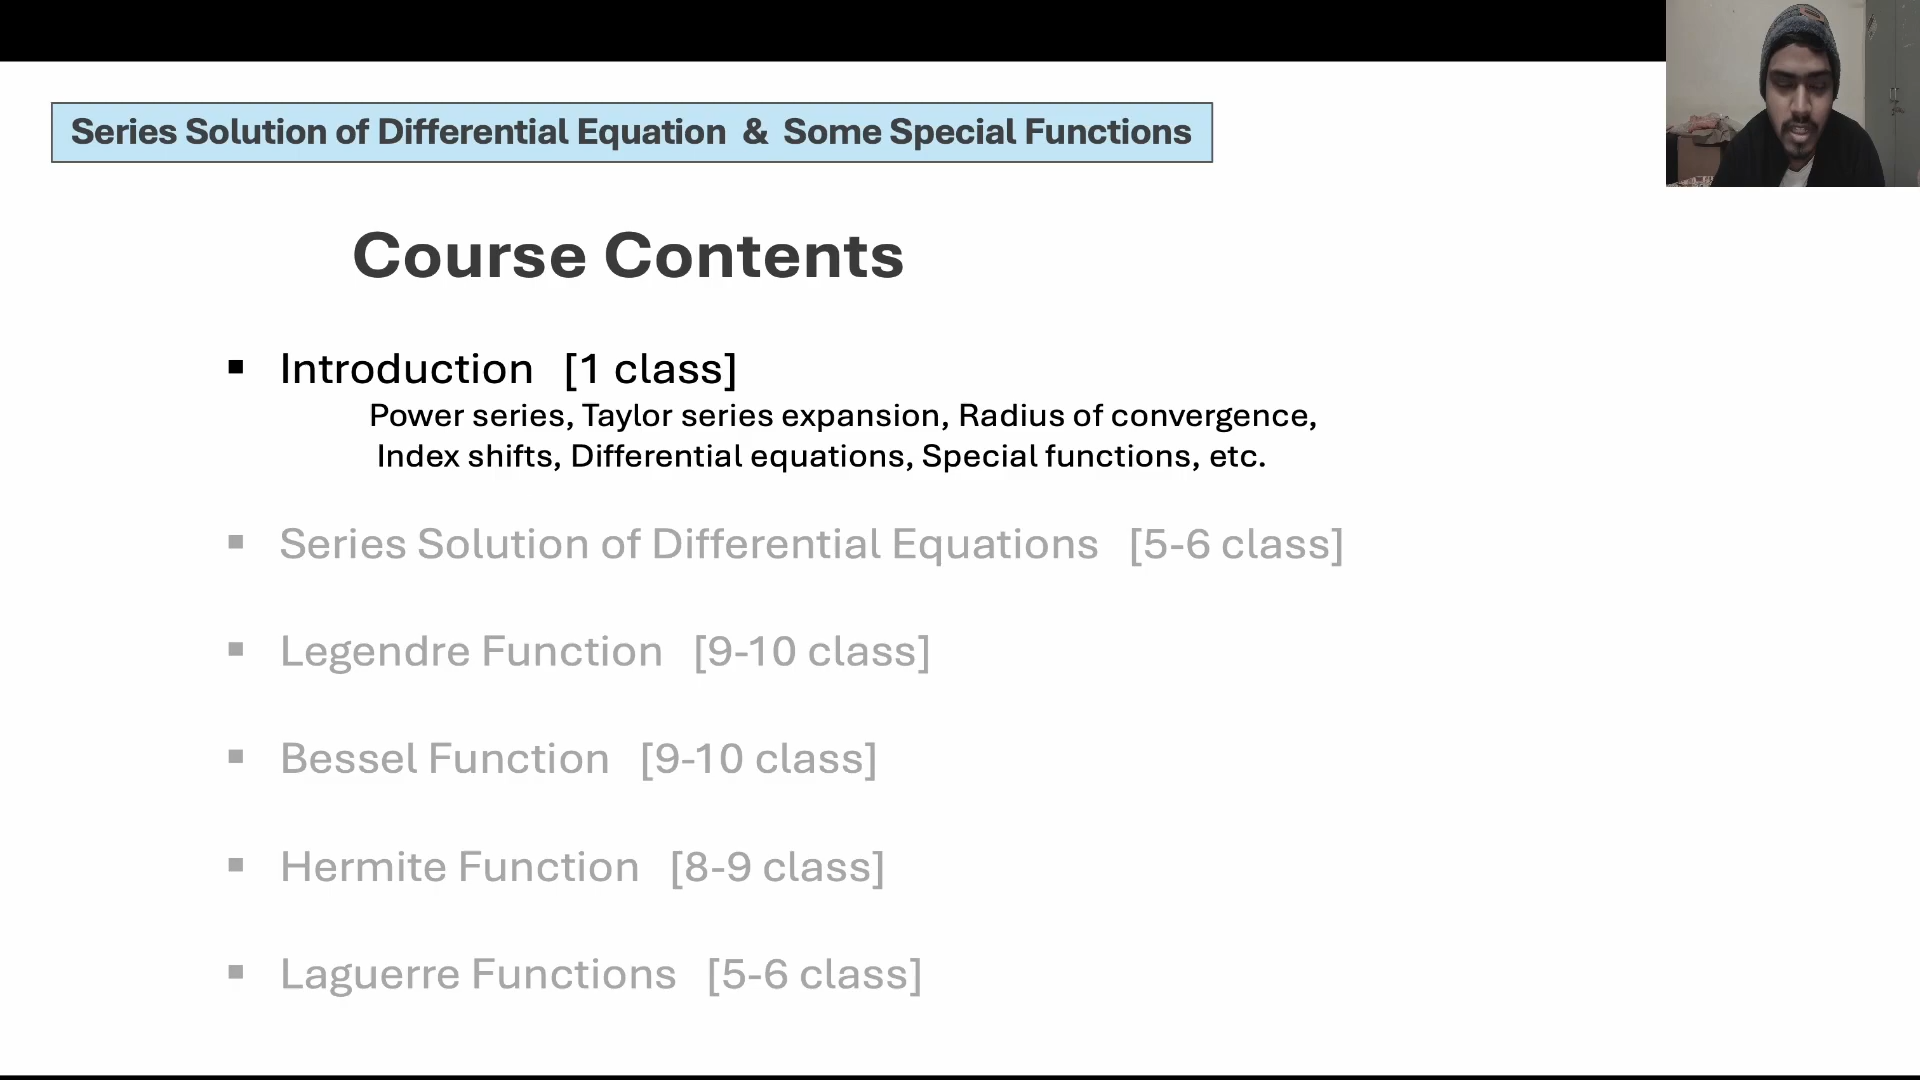 Series Solution of Differential Equation & Some Special Functions
Course Contents
▪ Introduction [1 class]
Power series, Taylor series expansion, Radius of convergence,
Index shifts, Differential equations, Special functions, etc.
▪ Series Solution of Differential Equations [5-6 class]
▪ Legendre Function [9-10 class]
▪ Bessel Function [9-10 class]
▪ Hermite Function [8-9 class]
▪ Laguerre Functions [5-6 class]